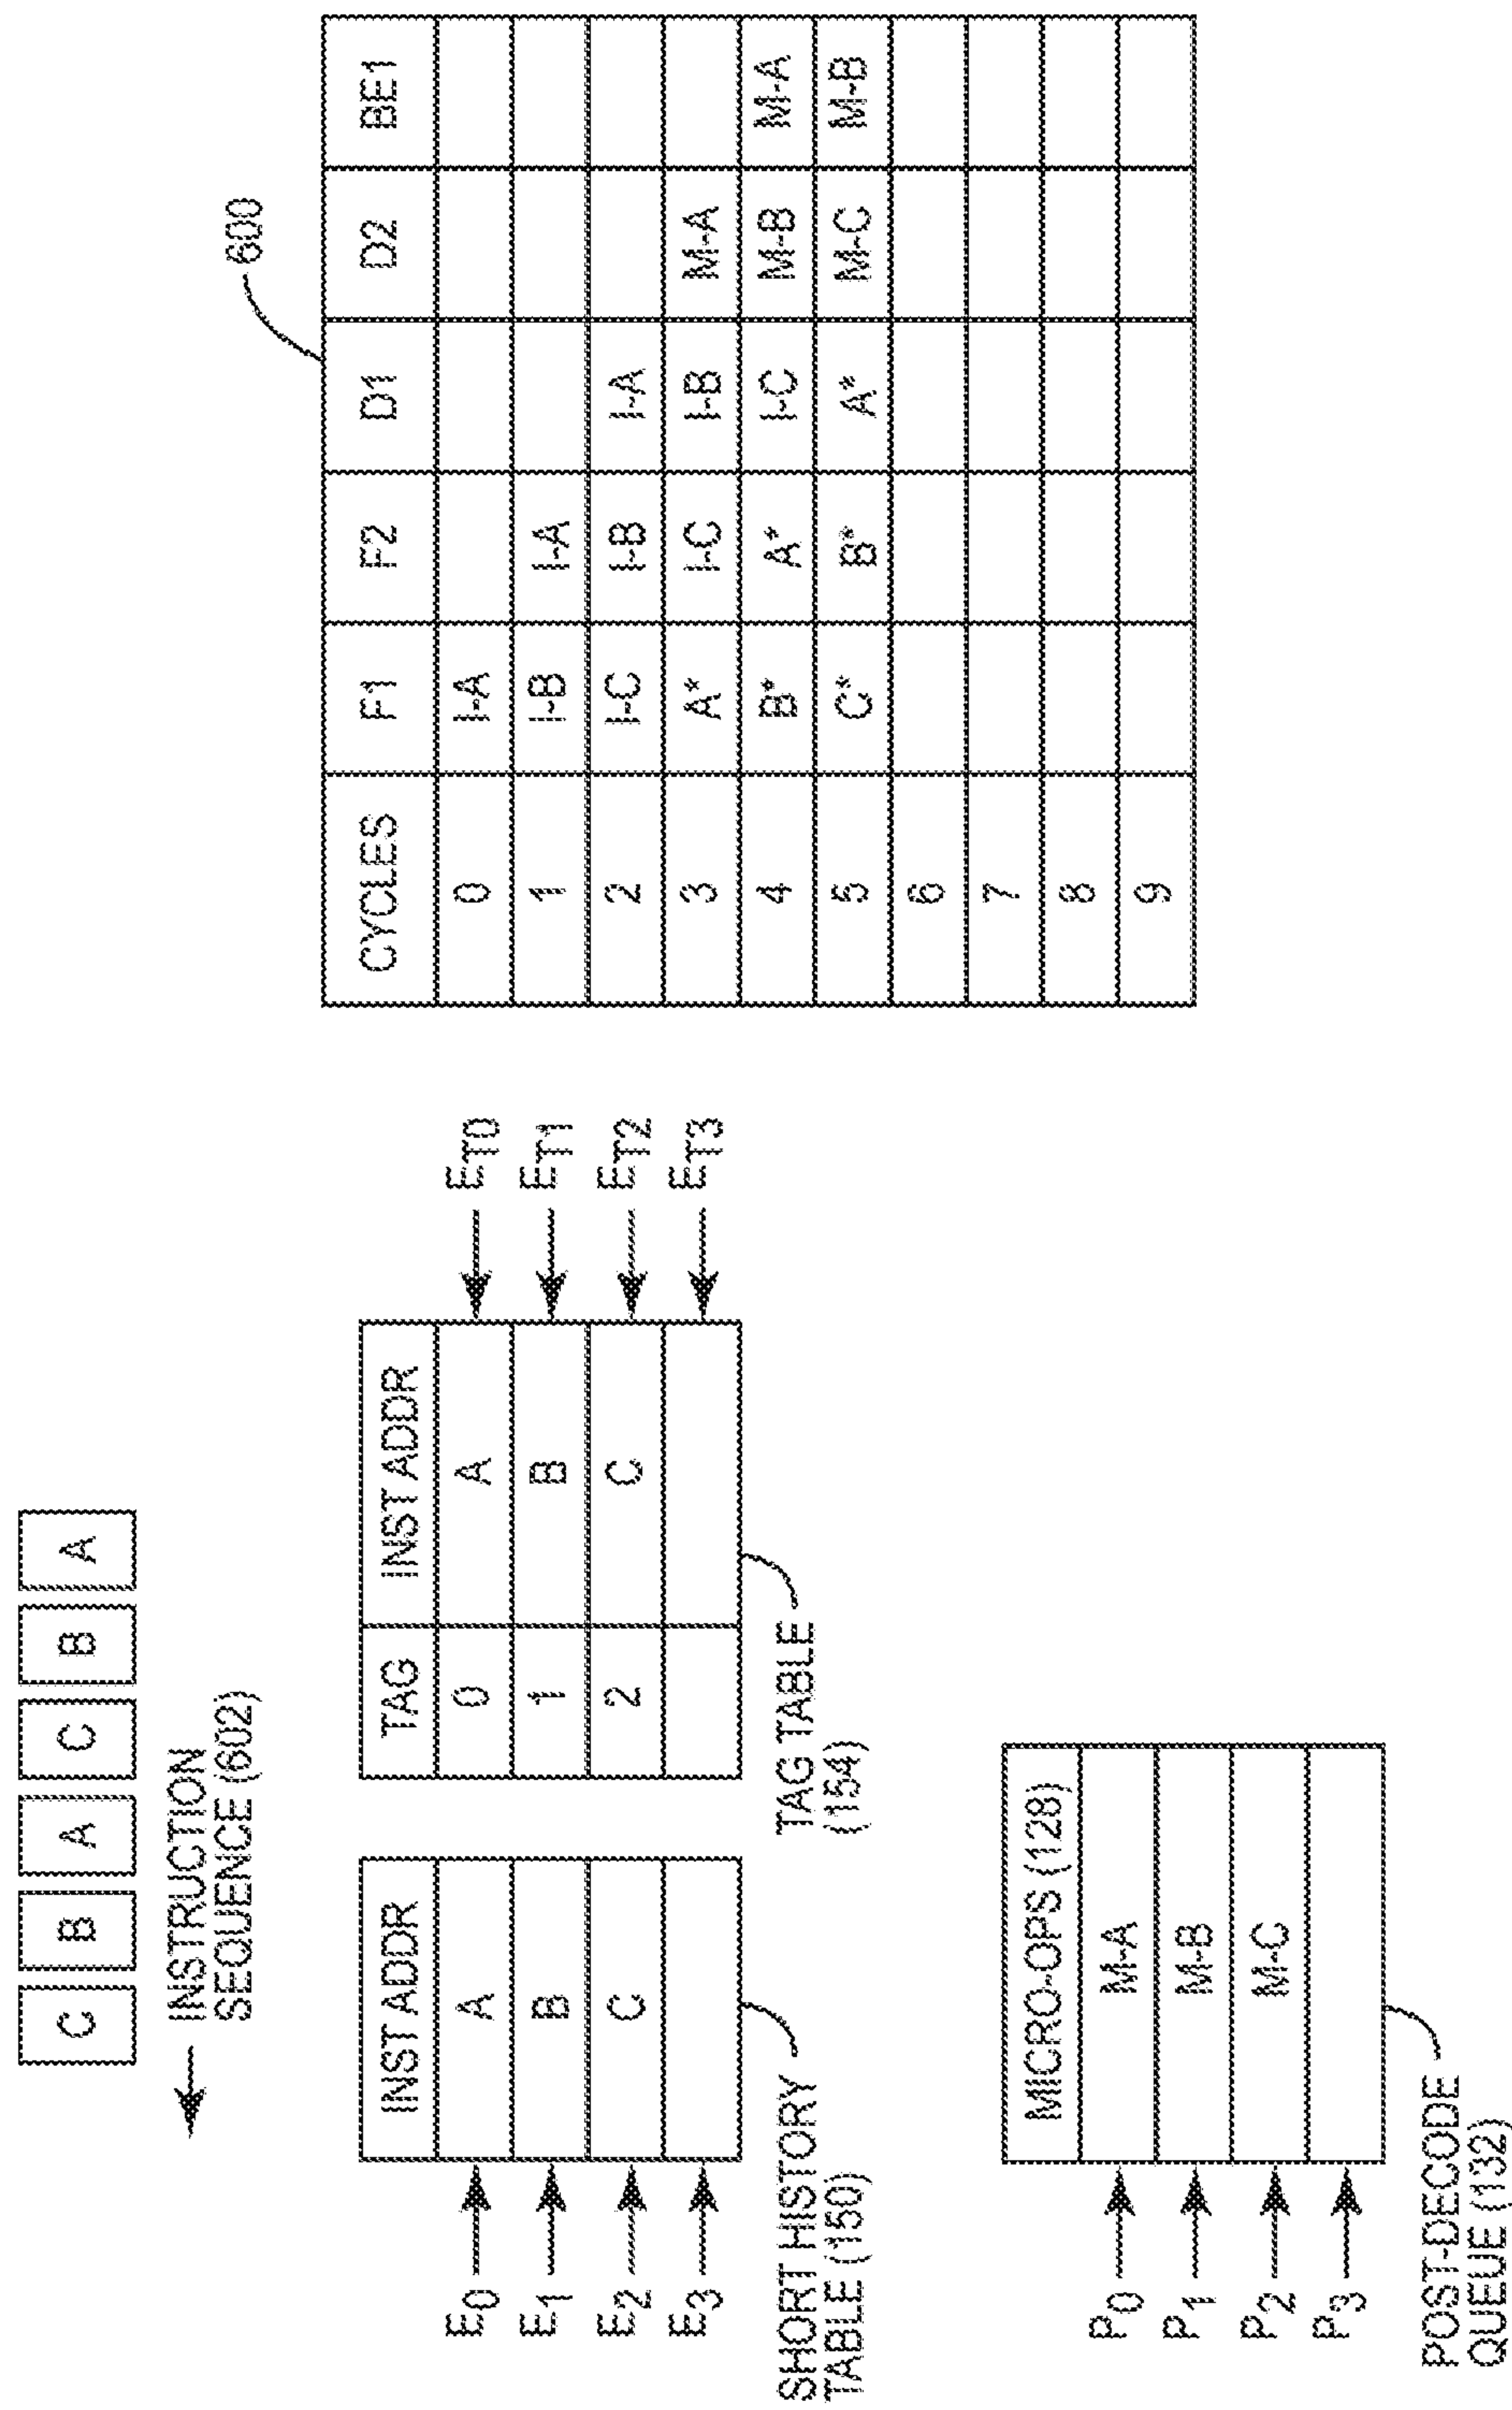 C B A C B A
INSTRUCTION
SEQUENCE (602)
INST ADDR
E0 A
E1 B
E2 C
E3
SHORT HISTORY
TABLE (150)
TAG INST ADDR
0 A ET0
1 B ET1
2 C ET2
ET3
TAG TABLE
(154)
MICRO-OPS (128)
P0 M-A
P1 M-B
P2 M-C
P3
POST-DECODE
QUEUE (132)
600
CYCLES F1 F2 D1 D2 BE1
0 I-A
1 I-B I-A
2 I-C I-B I-A
3 A* I-C I-B M-A
4 B* A* I-C M-B M-A
5 C* B* A* M-C M-B
6
7
8
9